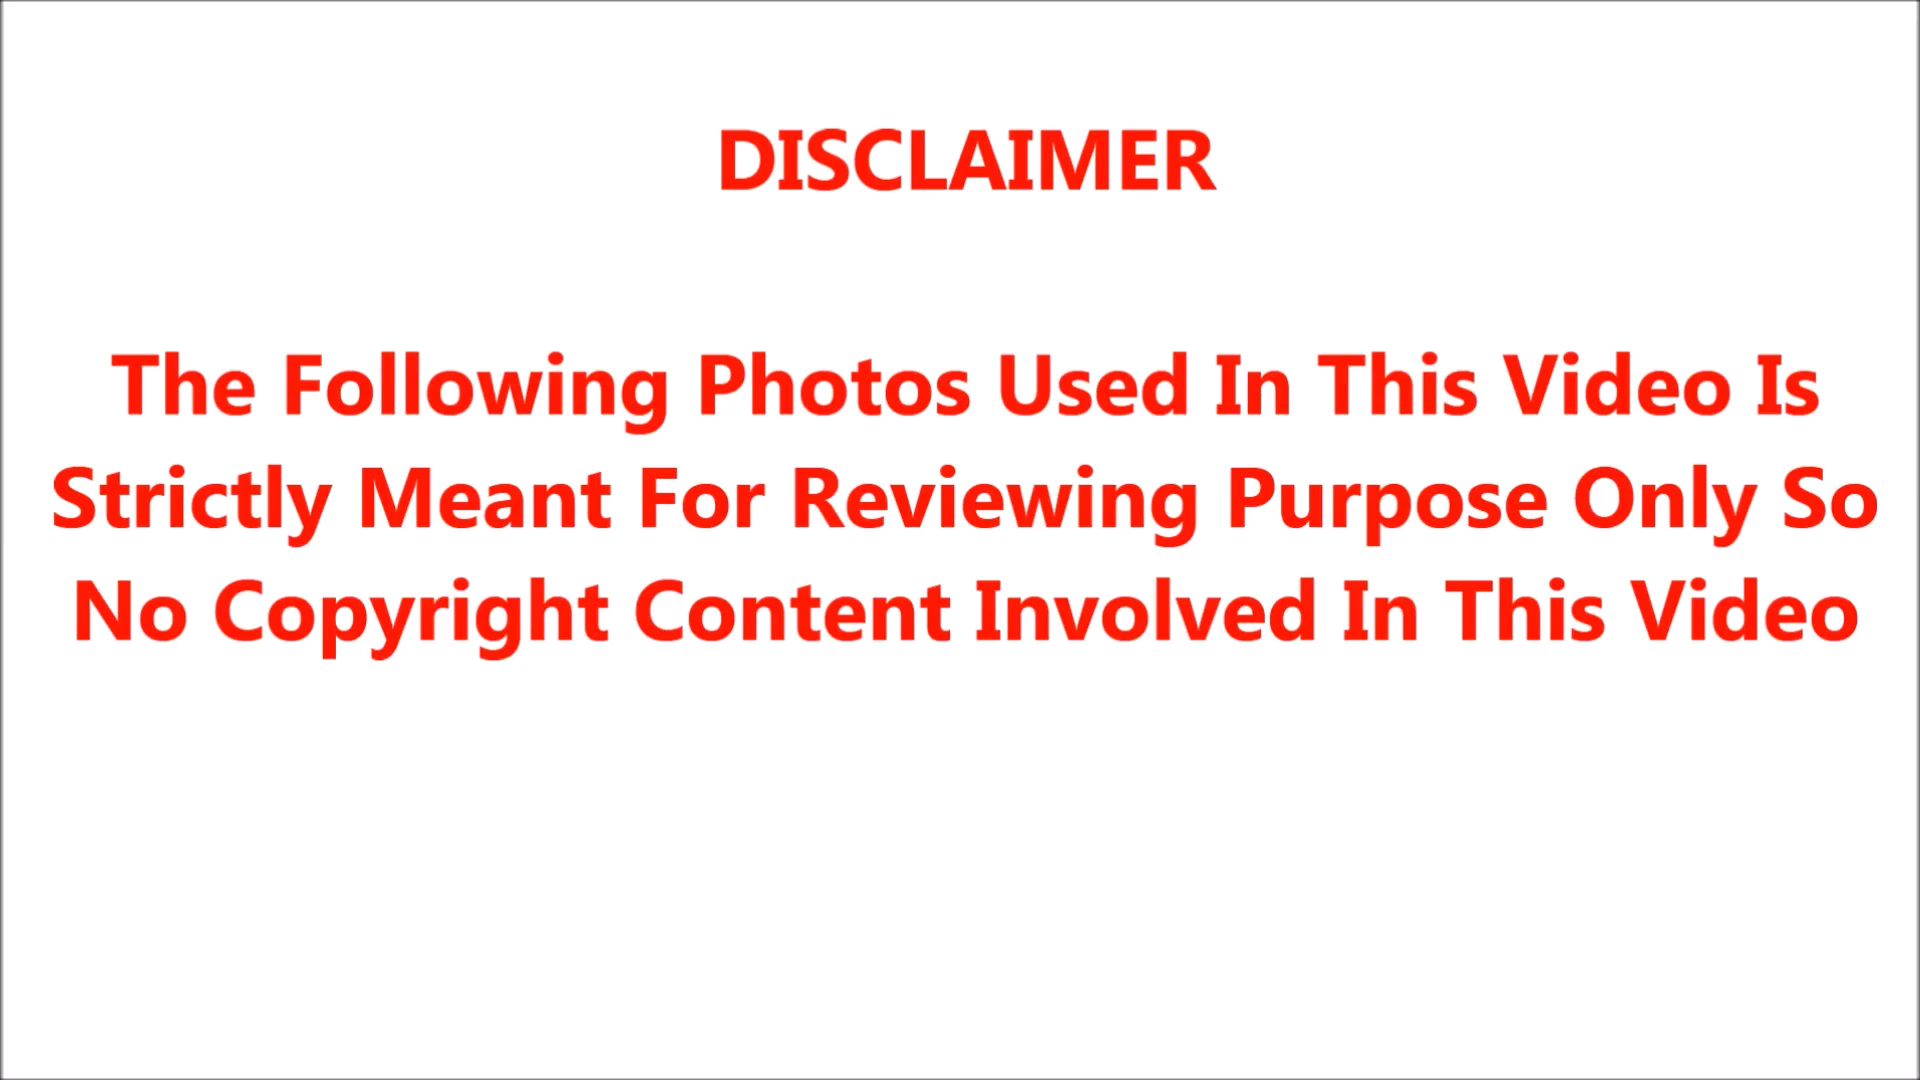 DISCLAIMER
The Following Photos Used In This Video Is
Strictly Meant For Reviewing Purpose Only So
No Copyright Content Involved In This Video